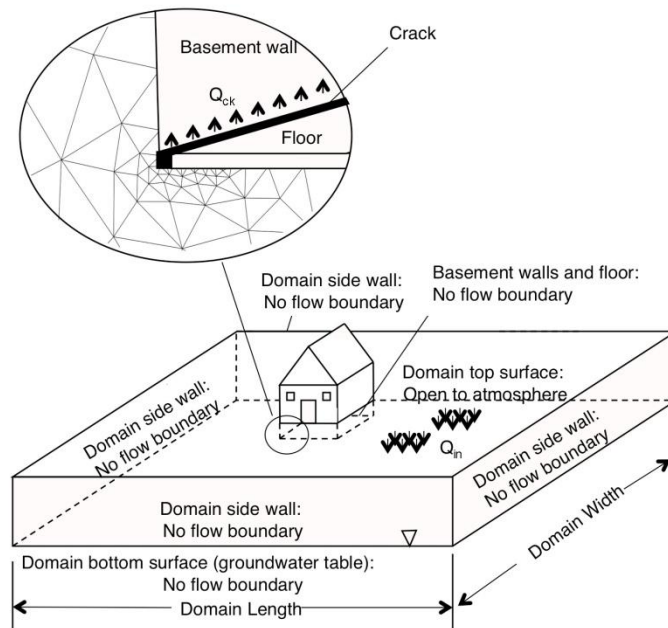 Basement wall
Crack
Qck
Floor
Domain side wall:
No flow boundary
Basement walls and floor:
No flow boundary
Domain top surface:
Open to atmosphere
Domain side wall:
No flow boundary
Qin
Domain side wall:
No flow boundary
Domain side wall:
No flow boundary
Domain bottom surface (groundwater table):
No flow boundary
Domain Length
Domain Width